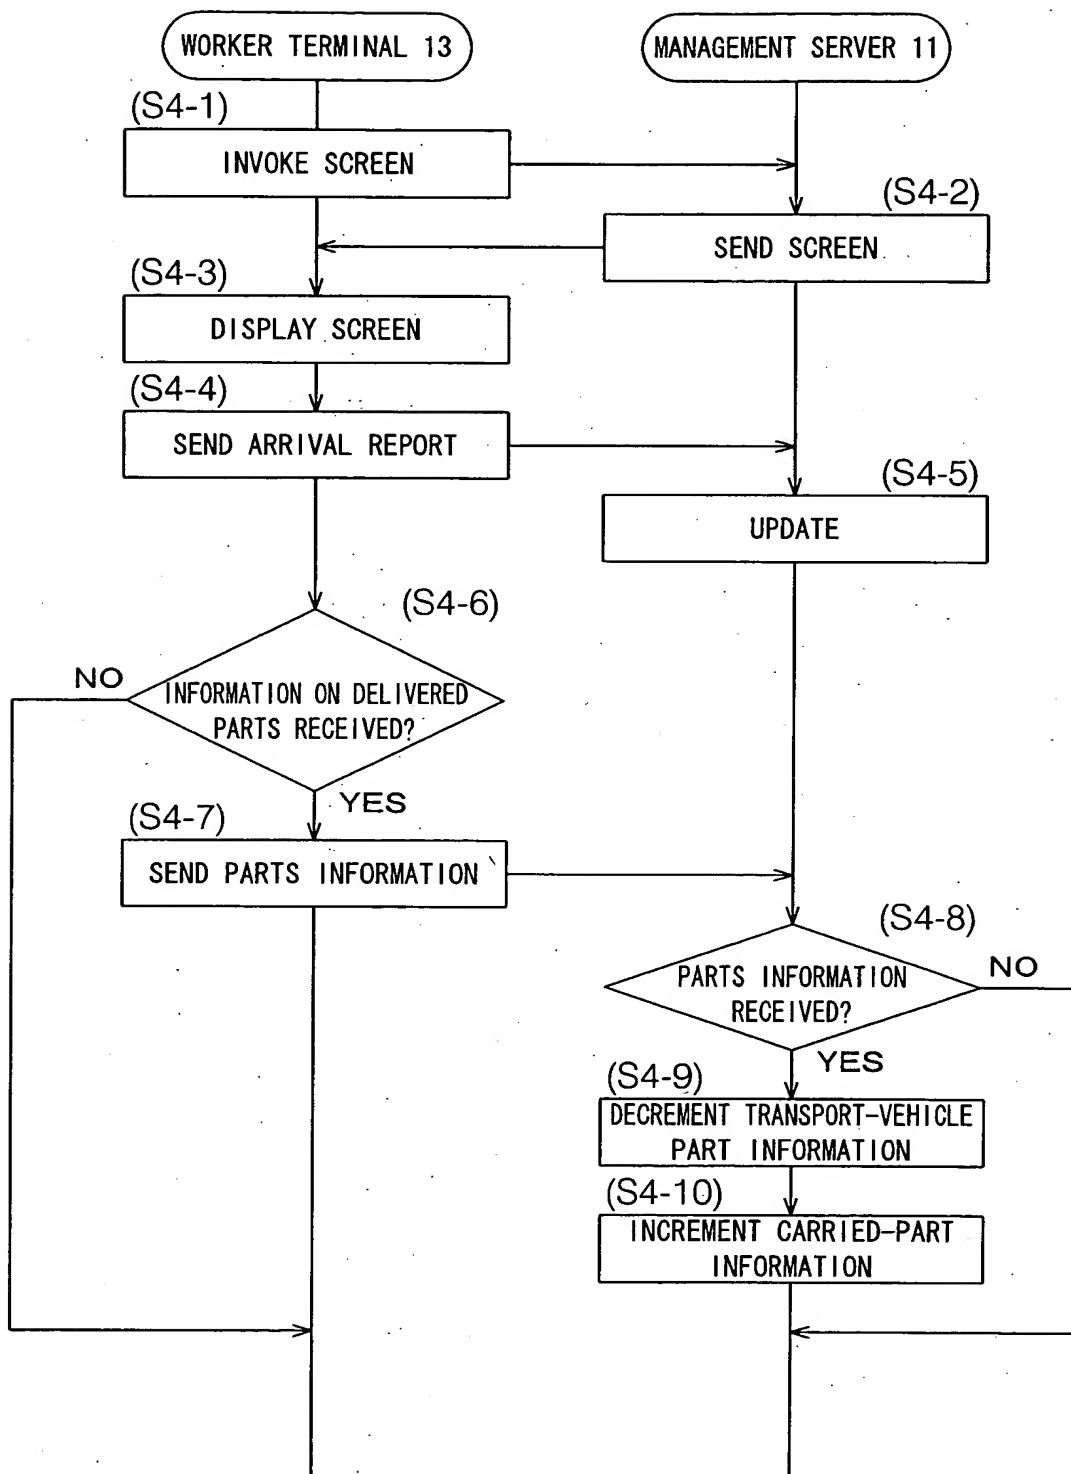 WORKER TERMINAL 13
MANAGEMENT SERVER 11
(S4-1)
INVOKE SCREEN
(S4-2)
SEND SCREEN
(S4-3)
DISPLAY SCREEN
(S4-4)
SEND ARRIVAL REPORT
(S4-5)
UPDATE
(S4-6)
NO
INFORMATION ON DELIVERED
PARTS RECEIVED?
YES
(S4-7)
SEND PARTS INFORMATION
(S4-8)
NO
PARTS INFORMATION
RECEIVED?
YES
(S4-9)
DECREMENT TRANSPORT-VEHICLE
PART INFORMATION
(S4-10)
INCREMENT CARRIED-PART
INFORMATION